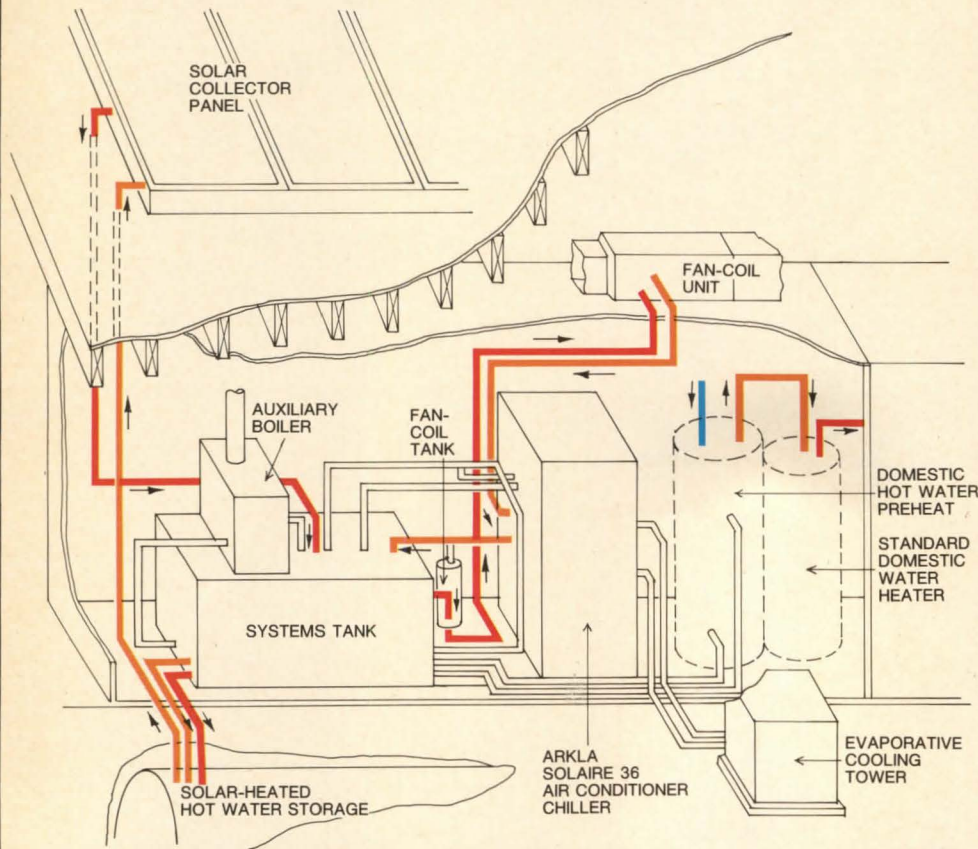 SOLAR
COLLECTOR
PANEL
FAN-COIL
UNIT
AUXILIARY
BOILER
FAN-
COIL
TANK
DOMESTIC
HOT WATER
PREHEAT
STANDARD
DOMESTIC
WATER
HEATER
SYSTEMS TANK
ARKLA
SOLAIRE 36
AIR CONDITIONER
CHILLER
EVAPORATIVE
COOLING
TOWER
SOLAR-HEATED
HOT WATER STORAGE